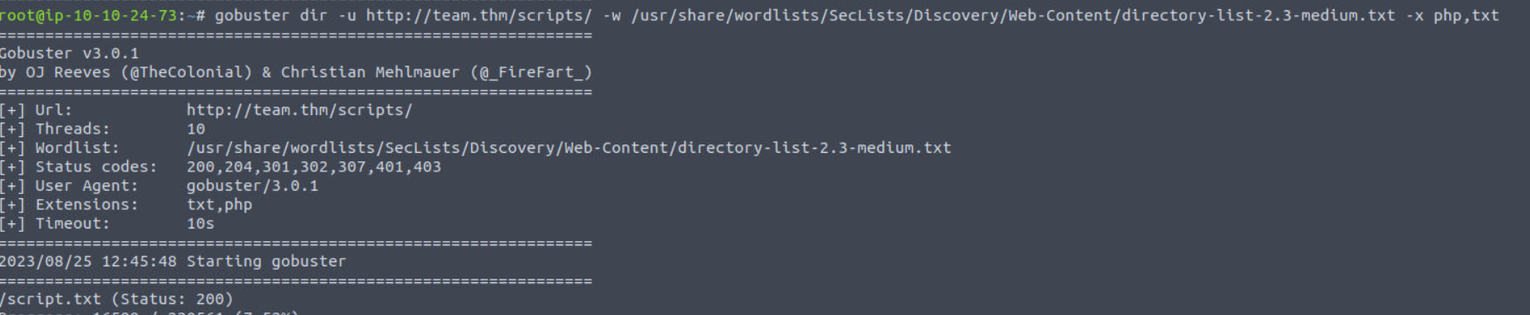 root@ip-10-10-24-73:~# gobuster dir -u http://team.thm/scripts/ -w /usr/share/wordlists/SecLists/Discovery/Web-Content/directory-list-2.3-medium.txt -x php,txt
===============================================================
Gobuster v3.0.1
by OJ Reeves (@TheColonial) & Christian Mehlmauer (@_FireFart_)
===============================================================
[+] Url:            http://team.thm/scripts/
[+] Threads:        10
[+] Wordlist:       /usr/share/wordlists/SecLists/Discovery/Web-Content/directory-list-2.3-medium.txt
[+] Status codes:   200,204,301,302,307,401,403
[+] User Agent:     gobuster/3.0.1
[+] Extensions:     txt,php
[+] Timeout:        10s
===============================================================
2023/08/25 12:45:48 Starting gobuster
===============================================================
/script.txt (Status: 200)